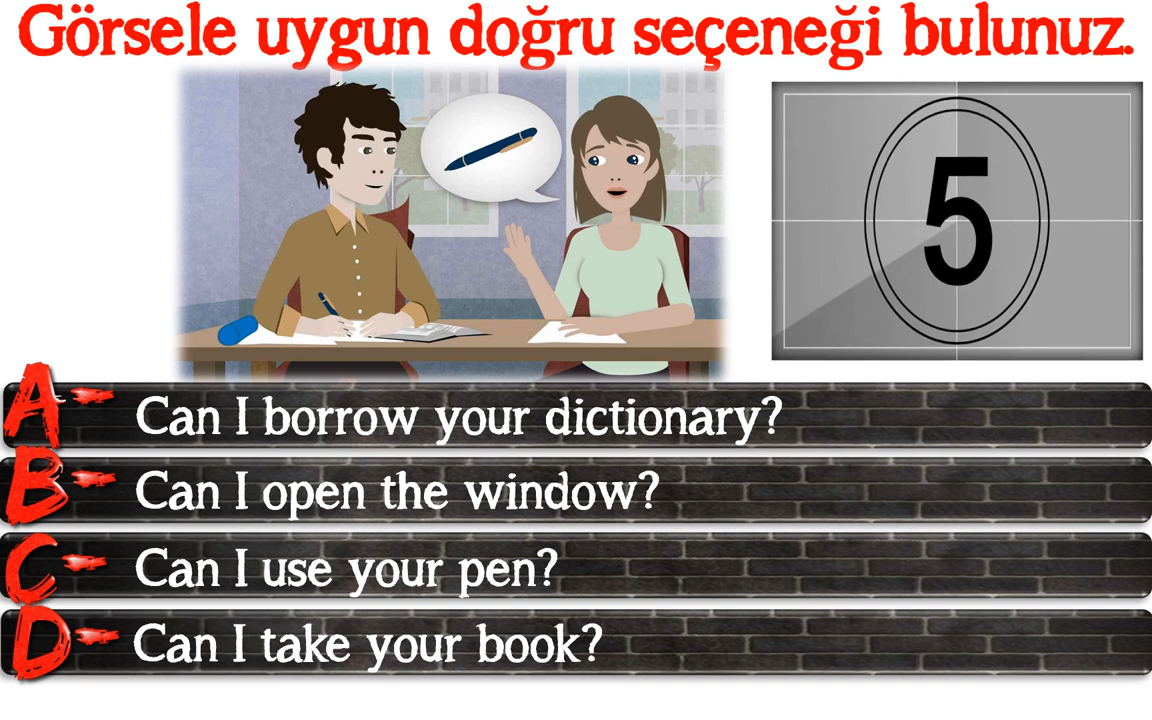 Görsele uygun doğru seçeneği bulunuz.
5
A- Can I borrow your dictionary?
B- Can I open the window?
C- Can I use your pen?
D- Can I take your book?